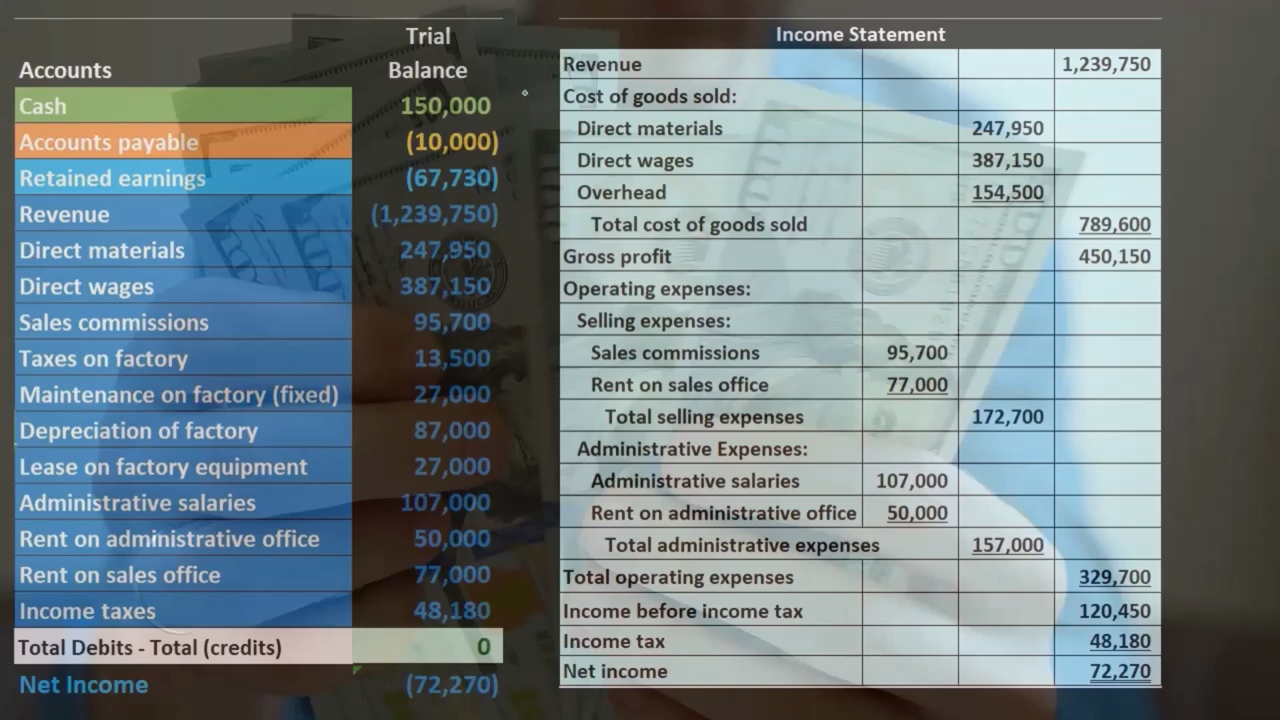 Trial
Accounts Balance
Cash 150,000
Accounts payable (10,000)
Retained earnings (67,730)
Revenue (1,239,750)
Direct materials 247,950
Direct wages 387,150
Sales commissions 95,700
Taxes on factory 13,500
Maintenance on factory (fixed) 27,000
Depreciation of factory 87,000
Lease on factory equipment 27,000
Administrative salaries 107,000
Rent on administrative office 50,000
Rent on sales office 77,000
Income taxes 48,180
Total Debits - Total (credits) 0
Net Income (72,270)
Income Statement
Revenue 1,239,750
Cost of goods sold:
Direct materials 247,950
Direct wages 387,150
Overhead 154,500
Total cost of goods sold 789,600
Gross profit 450,150
Operating expenses:
Selling expenses:
Sales commissions 95,700
Rent on sales office 77,000
Total selling expenses 172,700
Administrative Expenses:
Administrative salaries 107,000
Rent on administrative office 50,000
Total administrative expenses 157,000
Total operating expenses 329,700
Income before income tax 120,450
Income tax 48,180
Net income 72,270